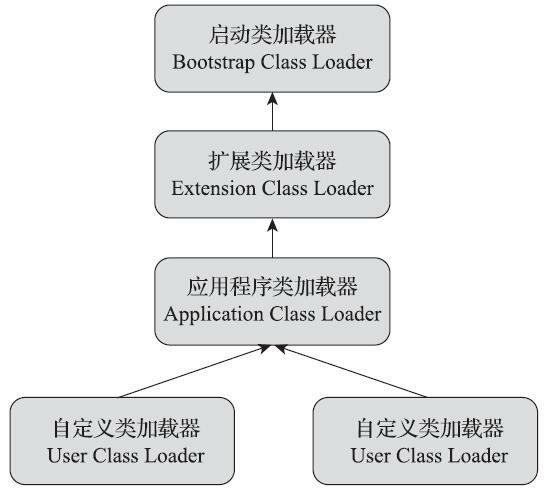 启动类加载器
Bootstrap Class Loader
扩展类加载器
Extension Class Loader
应用程序类加载器
Application Class Loader
自定义类加载器
User Class Loader
自定义类加载器
User Class Loader